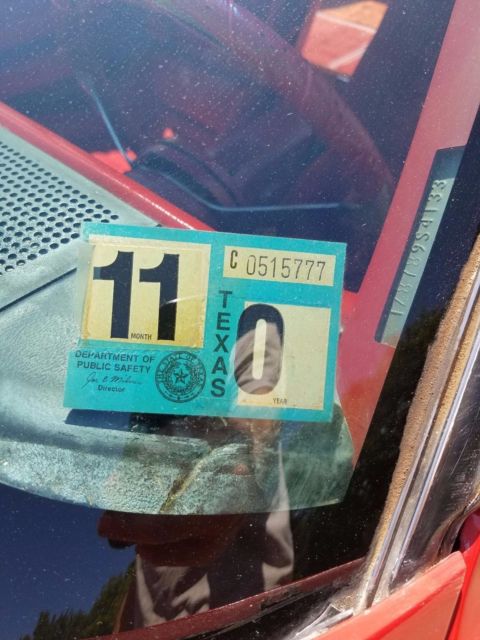 11
MONTH
C 0515777
TEXAS
0
YEAR
DEPARTMENT OF
PUBLIC SAFETY
Director